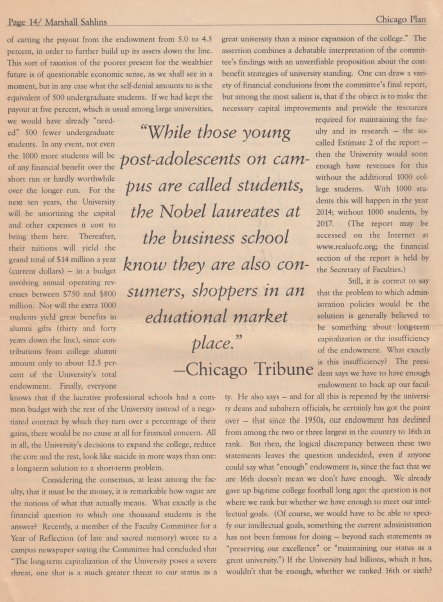 Page 14/ Marshall Sahlins
Chicago Plan
of cutting the payout from the endowment from 5.0 to 4.5
percent, in order to further build up its assets down the line.
This sort of taxation of the poorer present for the wealthier
future is of questionable economic sense, as we shall see in a
moment, but in any case what the self-denial amounts to is the
equivalent of 500 undergraduate students. If we had kept the
payout at five percent, which is usual among large universities,
we would have already "need-
ed" 500 fewer undergraduate
students. In any event, not even
the 1000 more students will be
of any financial benefit over the
short run or hardly worthwhile
over the longer run. For the
next ten years, the University
will be amortizing the capital
and other expenses it cost to
bring them here. Thereafter,
their tuitions will yield the
grand total of $14 million a year
(current dollars) – in a budget
involving annual operating rev-
enues between $750 and $800
million. Nor will the extra 1000
students yield great benefits in
alumni gifts (thirty and forty
years down the line), since con-
tributions from college alumni
amount only to about 12.5 per-
cent of the University's total
endowment. Finally, everyone
knows that if the lucrative professional schools had a com-
mon budget with the rest of the University instead of a nego-
tiated contract by which they turn over a percentage of their
gains, there would be no cause at all for financial concern. All
in all, the University's decisions to expand the college, reduce
the core and the rest, look like suicide in more ways than one:
a long-term solution to a short-term problem.
Considering the consensus, at least among the facul-
ty, that it must be the money, it is remarkable how vague are
the notions of what that actually means. What exactly is the
financial question to which one thousand students is the
answer? Recently, a member of the Faculty Committee for a
Year of Reflection (of late and sacred memory) wrote to a
campus newspaper saying the Committee had concluded that
"The long-term capitalization of the University poses a severe
threat, one that is a much greater threat to our status as a
"While those young
post-adolescents on cam-
pus are called students,
the Nobel laureates at
the business school
know they are also con-
sumers, shoppers in an
eduational market
place."
—Chicago Tribune
great university than a minor expansion of the college." The
assertion combines a debatable interpretation of the commit-
tee's findings with an unverifiable proposition about the cost-
benefit strategies of university standing. One can draw a vari-
ety of financial conclusions from the committee's final report,
but among the most salient is, that if the object is to make the
necessary capital improvements and provide the resources
required for maintaining the fac-
ulty and its research – the so-
called Estimate 2 of the report –
then the University would soon
enough have revenues for this
without the additional 1000 col-
lege students. With 1000 stu-
dents this will happen in the year
2014; without 1000 students, by
2017. (The report may be
accessed on the Internet at
www.realuofc.org; the financial
section of the report is held by
the Secretary of Faculties.)
Still, it is correct to say
that the problem to which admin-
istration policies would be the
solution is generally believed to
be something about long-term
capitalization or the insufficiency
of the endowment. What exactly
is this insufficiency? The presi-
dent says we have to have enough
endowment to back up our facul-
ty. He also says – and for all this is repeated by the universi-
ty deans and subaltern officials, he certainly has got the point
over – that since the 1950s, our endowment has declined
from among the two or three largest in the country to 16th in
rank. But then, the logical discrepancy between these two
statements leaves the question undecided, even if anyone
could say what "enough" endowment is, since the fact that we
are 16th doesn't mean we don't have enough. We already
gave up big-time college football long ago: the question is not
where we rank but whether we have enough to meet our intel-
lectual goals. (Of course, we would have to be able to speci-
fy our intellectual goals, something the current administration
has not been famous for doing – beyond such statements as
"preserving our excellence" or "maintaining our status as a
great university.") If the University had billions, which it has,
wouldn't that be enough, whether we ranked 16th or sixth?